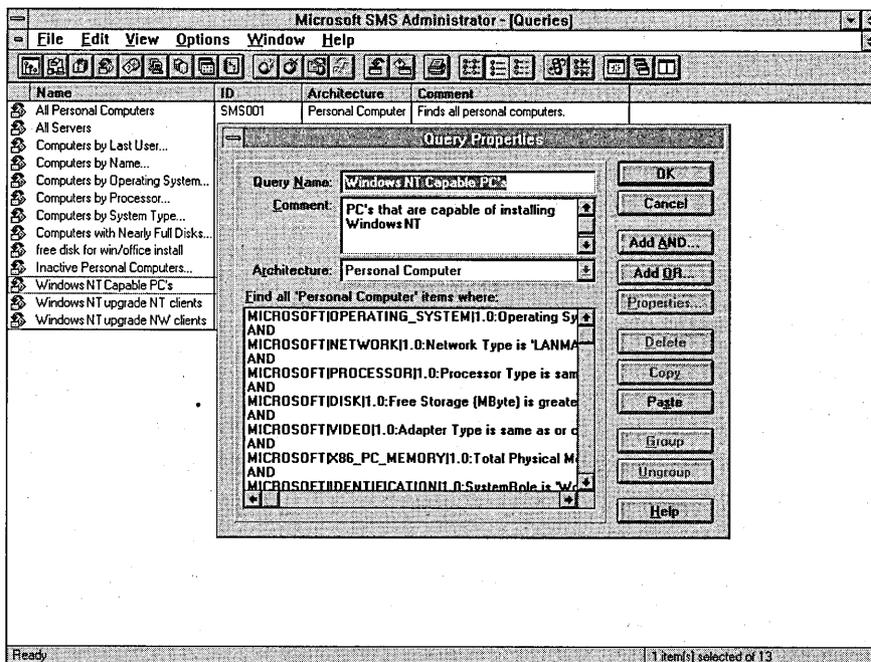 Microsoft SMS Administrator - [Queries]
File Edit View Options Window Help
Name ID Architecture Comment
All Personal Computers SMS001 Personal Computer Finds all personal computers.
All Servers
Computers by Last User...
Computers by Name...
Computers by Operating System...
Computers by Processor...
Computers by System Type...
Computers with Nearly Full Disks...
free disk for win/office install
Inactive Personal Computers...
Windows NT Capable PC's
Windows NT upgrade NT clients
Windows NT upgrade NW clients
Query Properties
Query Name: Windows NT Capable PC's
Comment: PC's that are capable of installing
Windows NT
Architecture: Personal Computer
Find all 'Personal Computer' items where:
MICROSOFT|OPERATING_SYSTEM|1.0:Operating Sy
AND
MICROSOFT|NETWORK|1.0:Network Type is 'LANMA
AND
MICROSOFT|PROCESSOR|1.0:Processor Type is sam
AND
MICROSOFT|DISK|1.0:Free Storage (MByte) is greate
AND
MICROSOFT|VIDEO|1.0:Adapter Type is same as or c
AND
MICROSOFT|X86_PC_MEMORY|1.0:Total Physical M
AND
MICROSOFT|IDENTIFICATION|1.0:SystemRole is 'Wo
OK
Cancel
Add AND...
Add OR...
Properties...
Delete
Copy
Paste
Group
Ungroup
Help
Ready
1 item(s) selected of 13